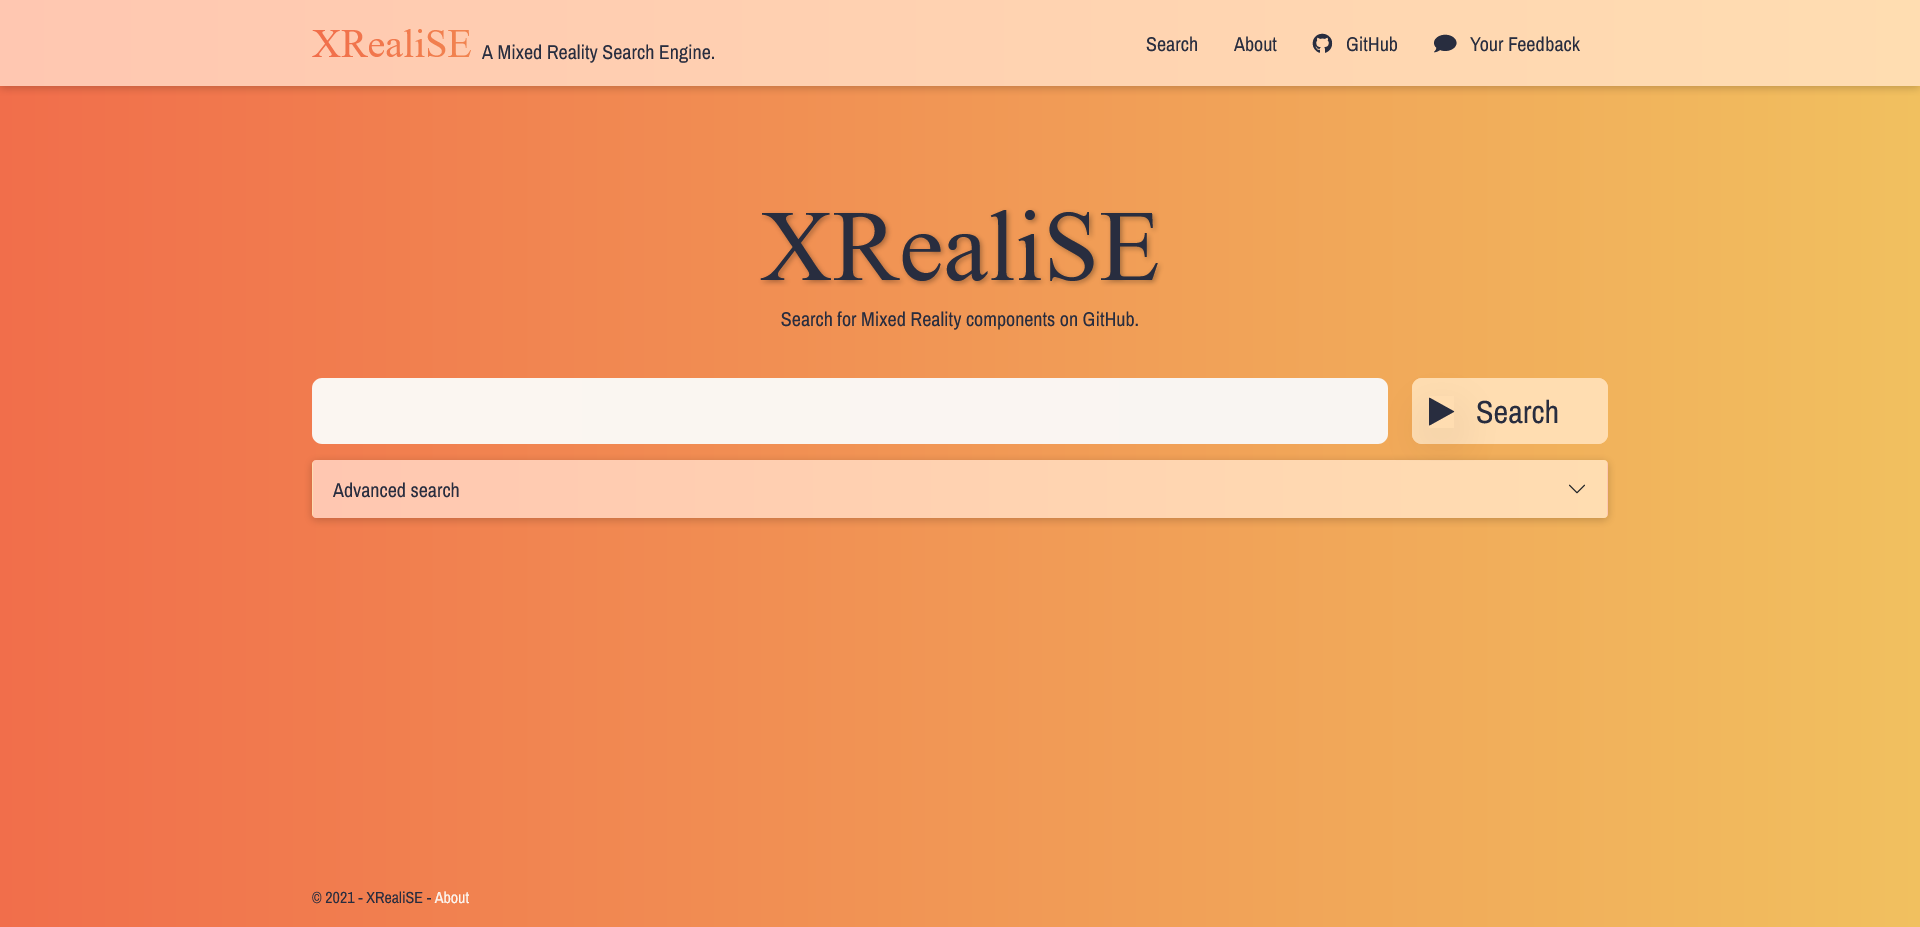 XRealiSE A Mixed Reality Search Engine.
Search About GitHub Your Feedback
XRealiSE
Search for Mixed Reality components on GitHub.
Search
Advanced search
© 2021 - XRealiSE - About